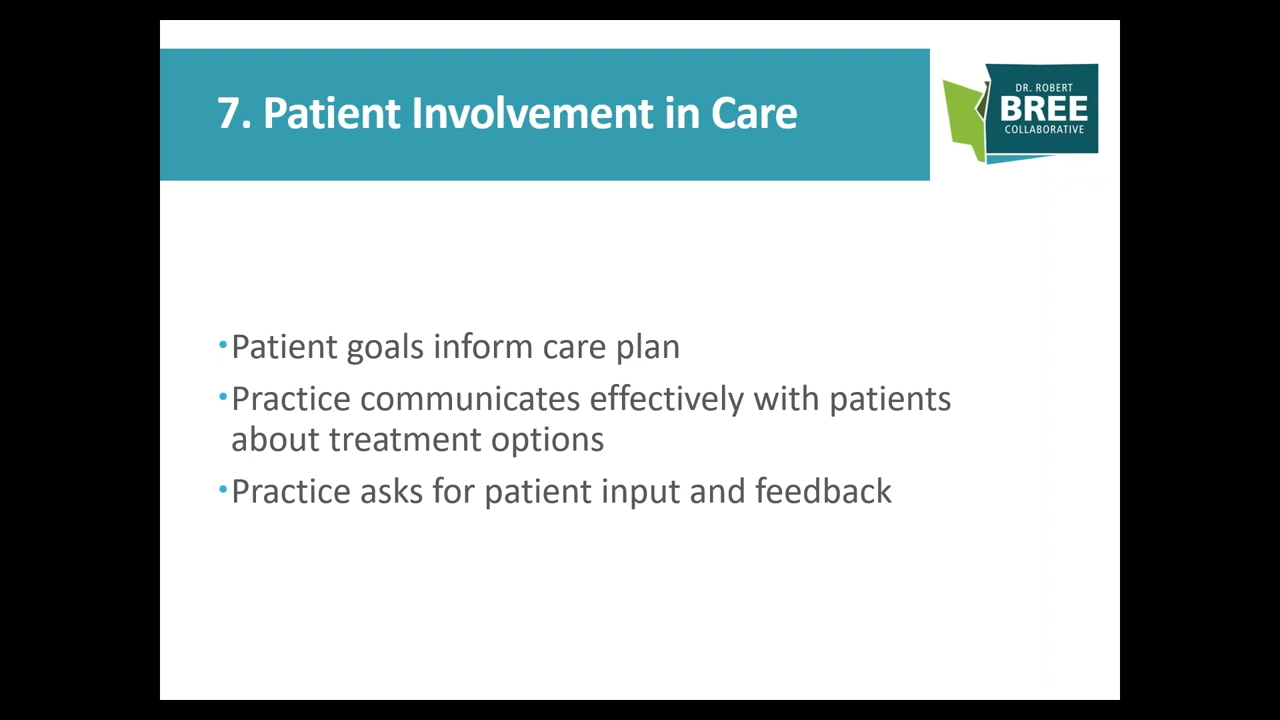 7. Patient Involvement in Care
DR. ROBERT
BREE
COLLABORATIVE
•Patient goals inform care plan
•Practice communicates effectively with patients
about treatment options
•Practice asks for patient input and feedback